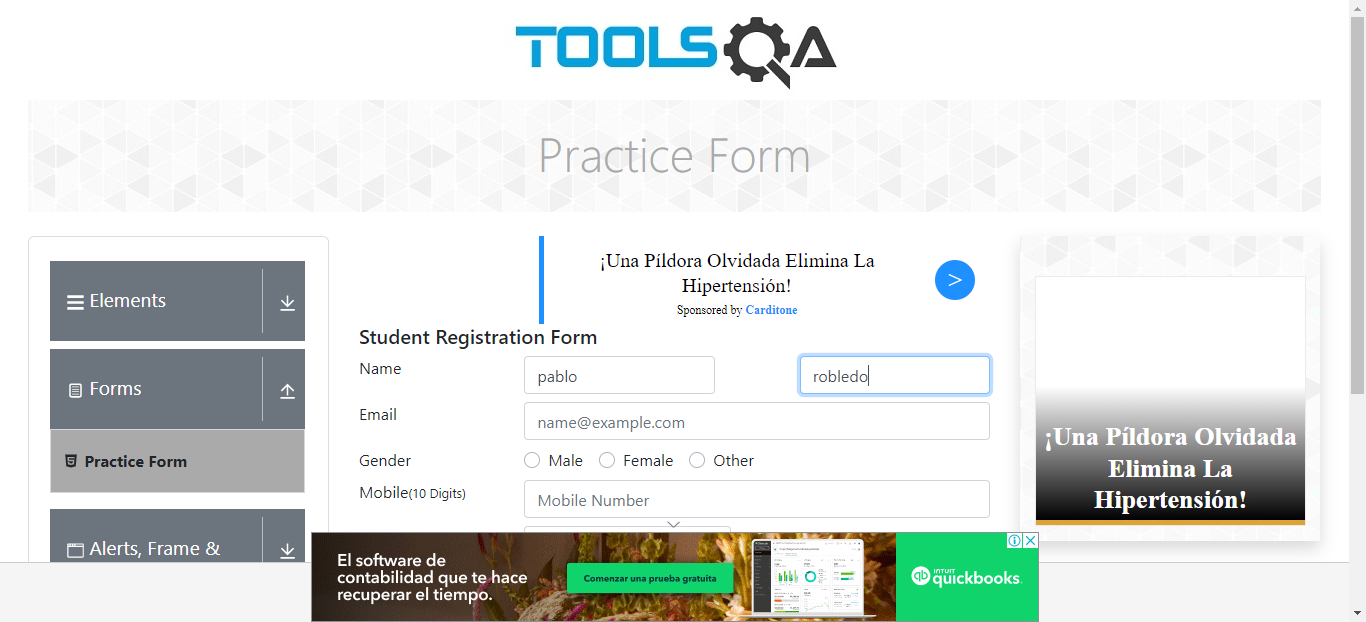 TOOLSQA
Practice Form
Elements
Forms
Practice Form
Alerts, Frame &
¡Una Píldora Olvidada Elimina La
Hipertensión!
Sponsored by Carditone
>
Student Registration Form
Name
pablo
robledo
Email
name@example.com
Gender
Male
Female
Other
Mobile(10 Digits)
Mobile Number
¡Una Píldora Olvidada
Elimina La
Hipertensión!
El software de
contabilidad que te hace
recuperar el tiempo.
Comenzar una prueba gratuita
INTUIT
quickbooks.